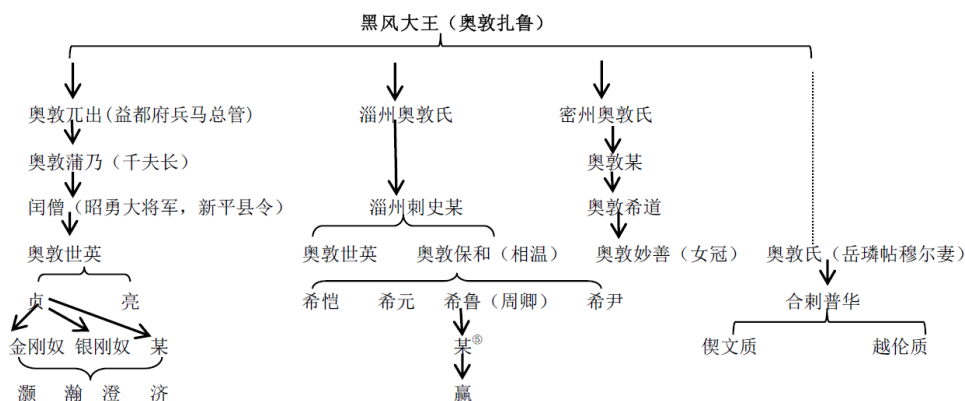 黑风大王（奥敦扎鲁）
奥敦兀出(益都府兵马总管) 淄州奥敦氏 密州奥敦氏
奥敦蒲乃（千夫长） 奥敦某
闰僧（昭勇大将军，新平县令） 淄州刺史某 奥敦希道
奥敦世英 奥敦世英 奥敦保和（相温） 奥敦妙善（女冠） 奥敦氏（岳璘帖穆尔妻）
贞 亮 希恺 希元 希鲁（周卿） 希尹 合剌普华
金刚奴 银刚奴 某 某⑤ 偰文质 越伦质
灏 瀚 澄 济 赢